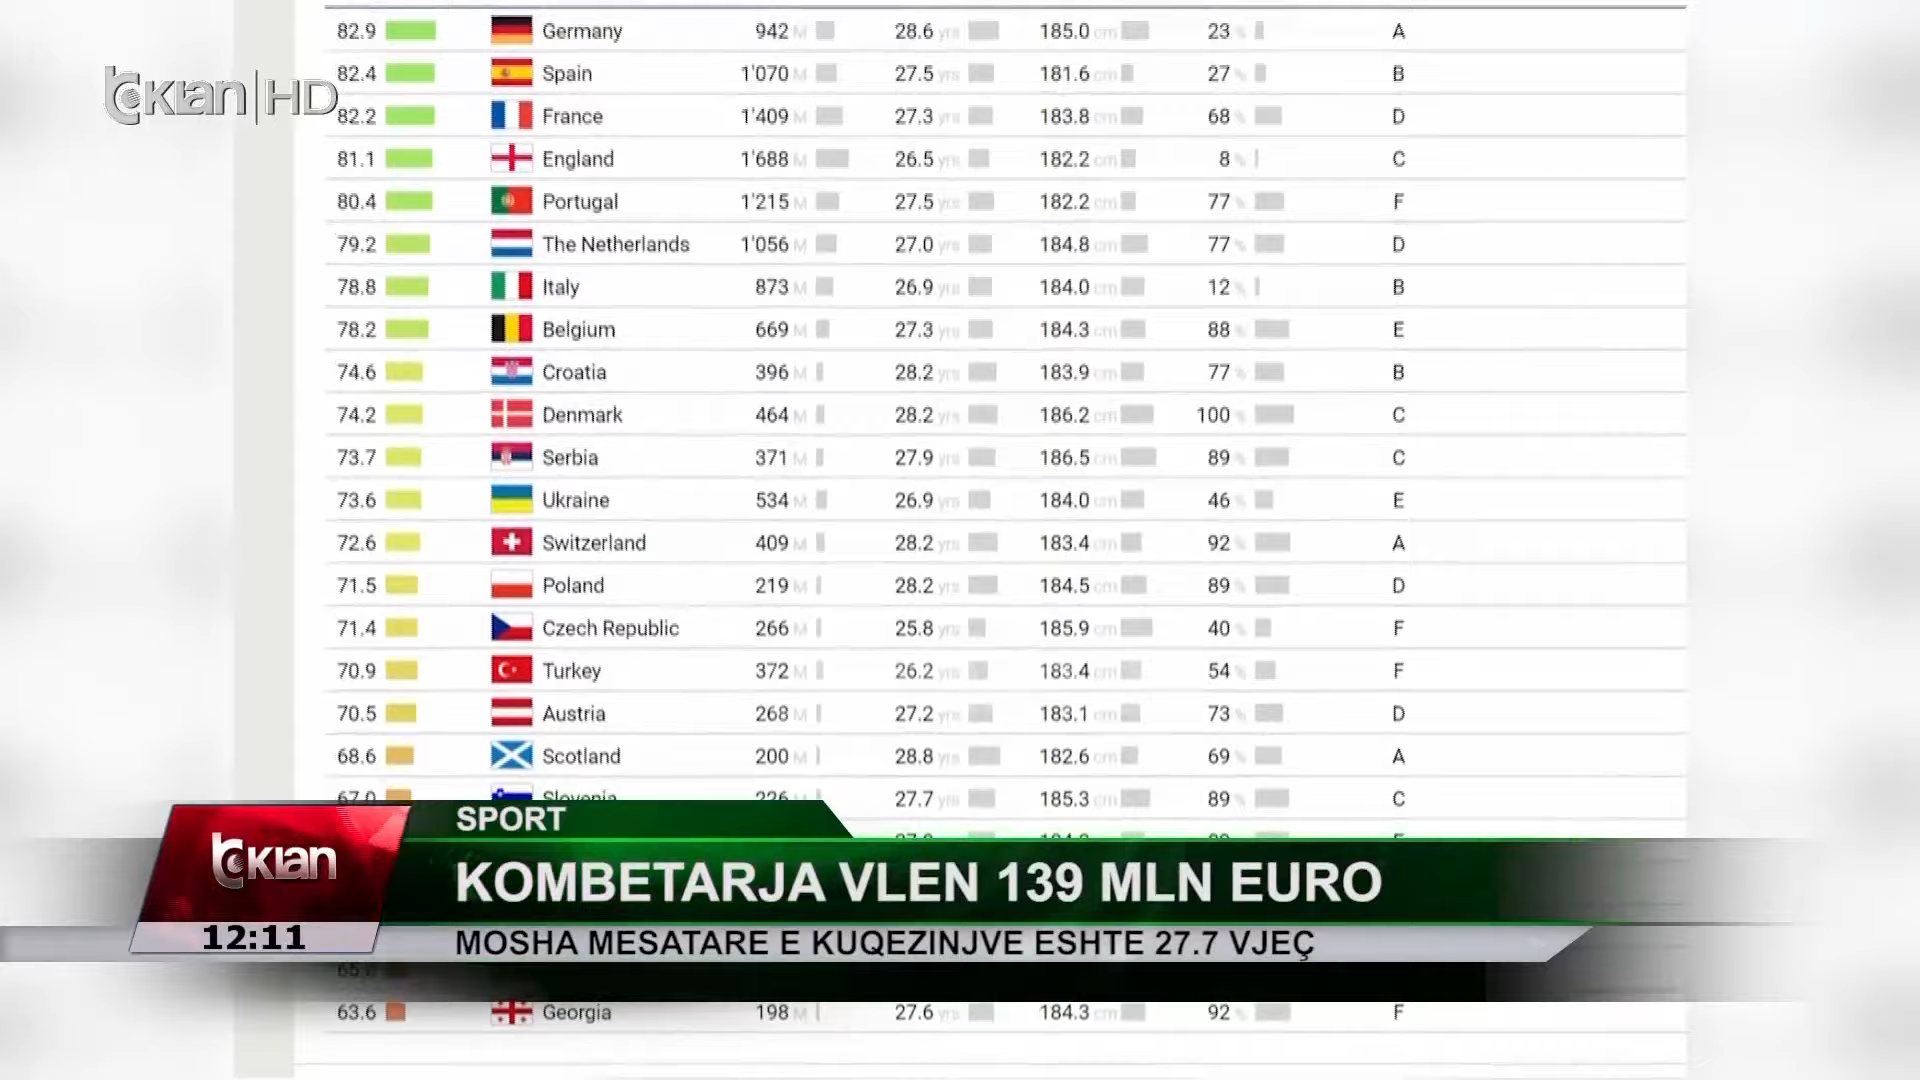 82.9 Germany 942 M 28.6 yrs 185.0 cm 23 % A
82.4 Spain 1'070 M 27.5 yrs 181.6 cm 27 % B
82.2 France 1'409 M 27.3 yrs 183.8 cm 68 % D
81.1 England 1'688 M 26.5 yrs 182.2 cm 8 % C
80.4 Portugal 1'215 M 27.5 yrs 182.2 cm 77 % F
79.2 The Netherlands 1'056 M 27.0 yrs 184.8 cm 77 % D
78.8 Italy 873 M 26.9 yrs 184.0 cm 12 % B
78.2 Belgium 669 M 27.3 yrs 184.3 cm 88 % E
74.6 Croatia 396 M 28.2 yrs 183.9 cm 77 % B
74.2 Denmark 464 M 28.2 yrs 186.2 cm 100 % C
73.7 Serbia 371 M 27.9 yrs 186.5 cm 89 % C
73.6 Ukraine 534 M 26.9 yrs 184.0 cm 46 % E
72.6 Switzerland 409 M 28.2 yrs 183.4 cm 92 % A
71.5 Poland 219 M 28.2 yrs 184.5 cm 89 % D
71.4 Czech Republic 266 M 25.8 yrs 185.9 cm 40 % F
70.9 Turkey 372 M 26.2 yrs 183.4 cm 54 % F
70.5 Austria 268 M 27.2 yrs 183.1 cm 73 % D
68.6 Scotland 200 M 28.8 yrs 182.6 cm 69 % A
67.0 Slovenia 226 27.7 yrs 185.3 cm 89 % C
63.6 Georgia 198 M 27.6 yrs 184.3 cm 92 % F
tv klan HD
SPORT
tv klan
KOMBETARJA VLEN 139 MLN EURO
12:11
MOSHA MESATARE E KUQEZINJVE ESHTE 27.7 VJEÇ